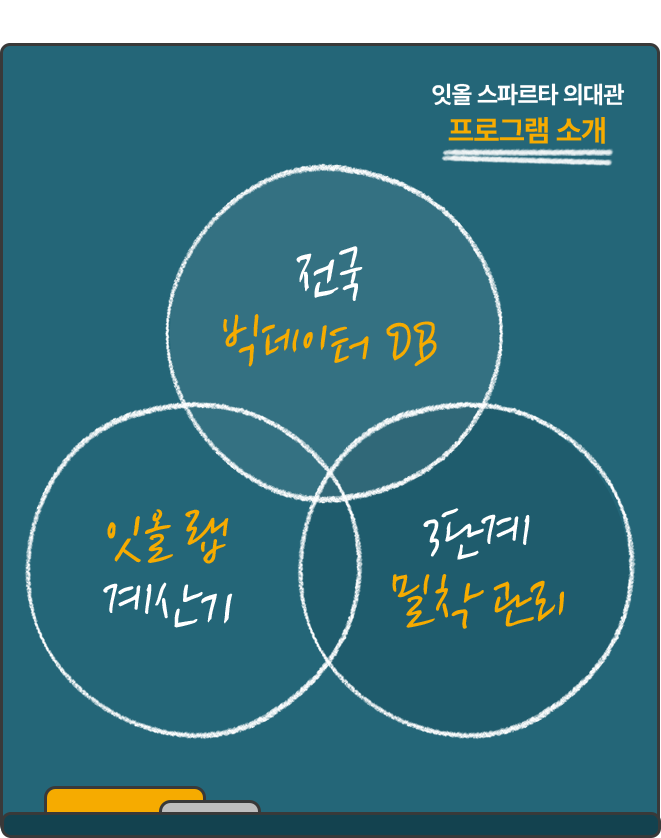 잇올 스파르타 의대관
프로그램 소개
전국
빅데이터 DB
잇올 랩
계산기
3단계
밀착 관리